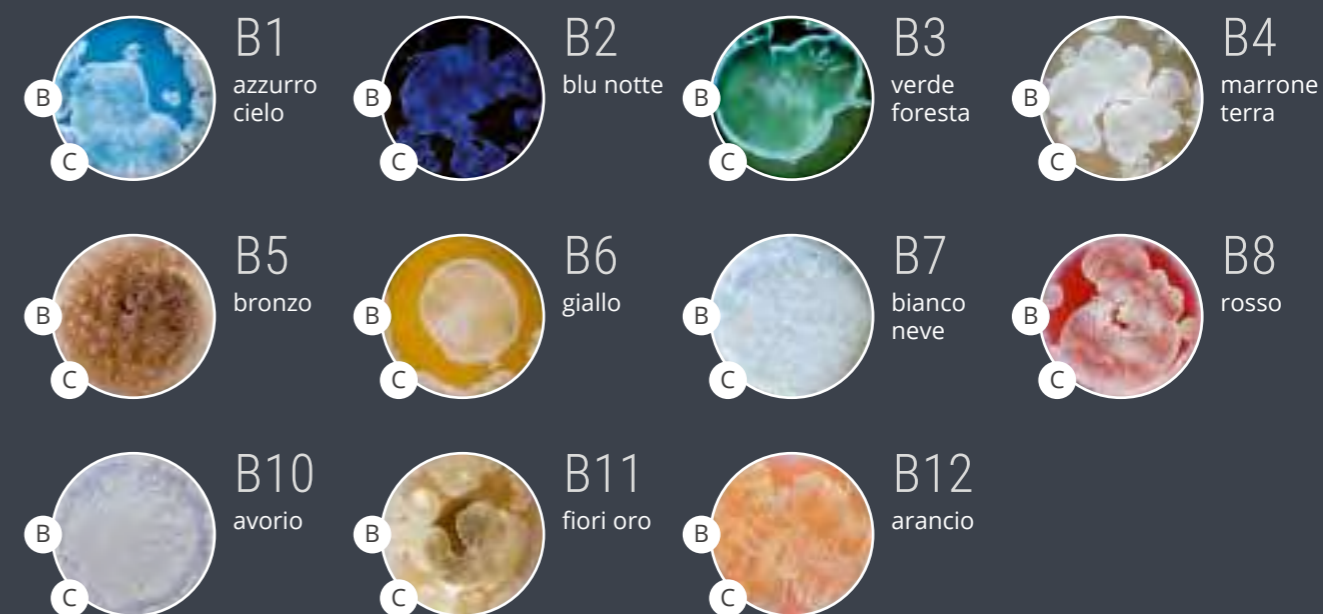 B1
azzurro
cielo
B
C
B2
blu notte
B
C
B3
verde
foresta
B
C
B4
marrone
terra
B
C
B5
bronzo
B
C
B6
giallo
B
C
B7
bianco
neve
B
C
B8
rosso
B
C
B10
avorio
B
C
B11
fiori oro
B
C
B12
arancio
B
C